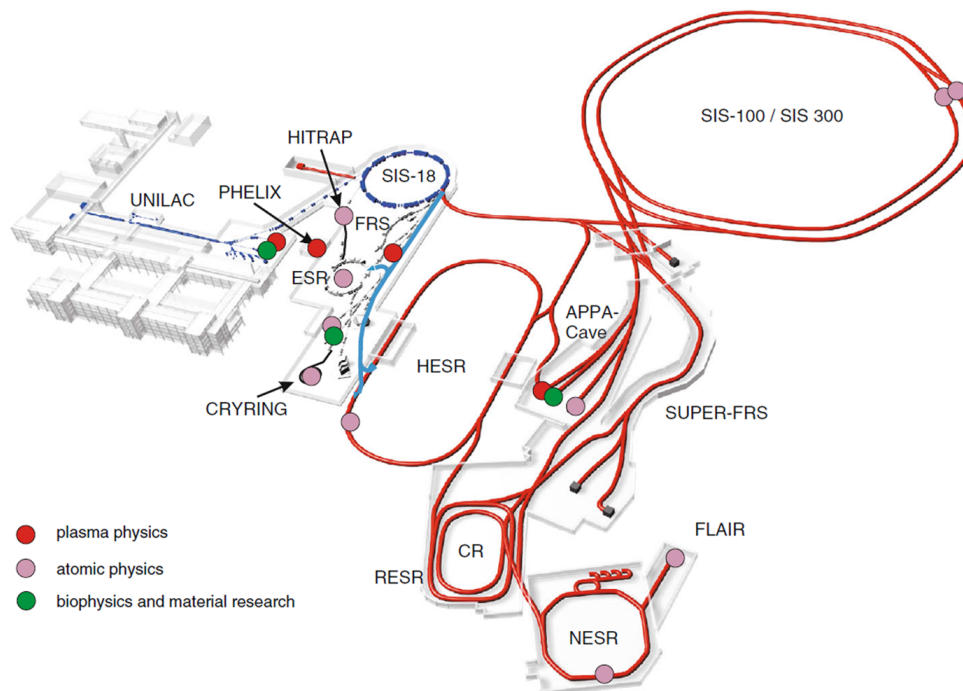 SIS-100 / SIS 300
HITRAP
SIS-18
PHELIX
UNILAC
FRS
ESR
APPA-
Cave
HESR
CRYRING
SUPER-FRS
plasma physics
FLAIR
CR
atomic physics
RESR
biophysics and material research
NESR